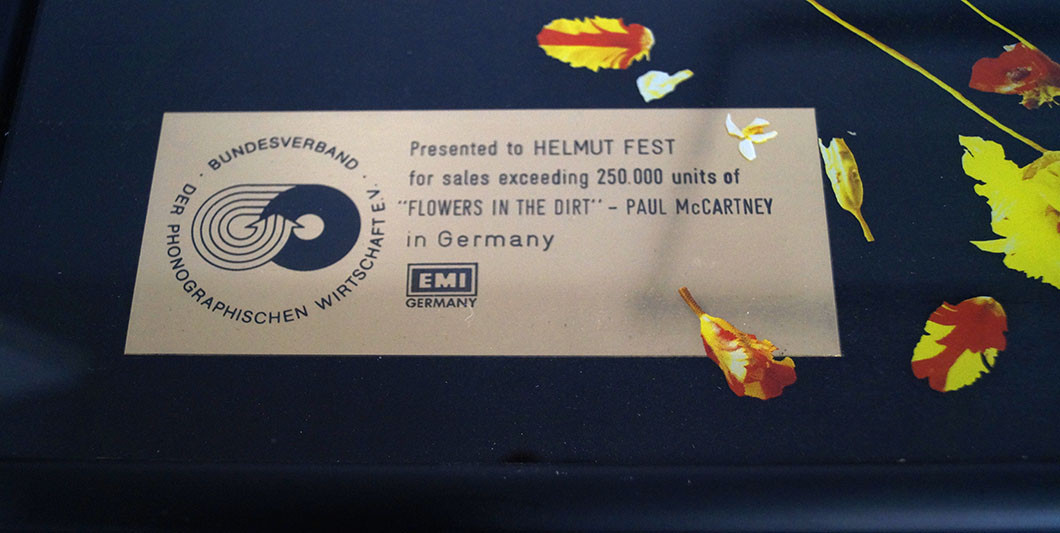 · BUNDESVERBAND ·
DER PHONOGRAPHISCHEN WIRTSCHAFT E.V.
Presented to HELMUT FEST
for sales exceeding 250.000 units of
"FLOWERS IN THE DIRT" – PAUL McCARTNEY
in Germany
EMI
GERMANY